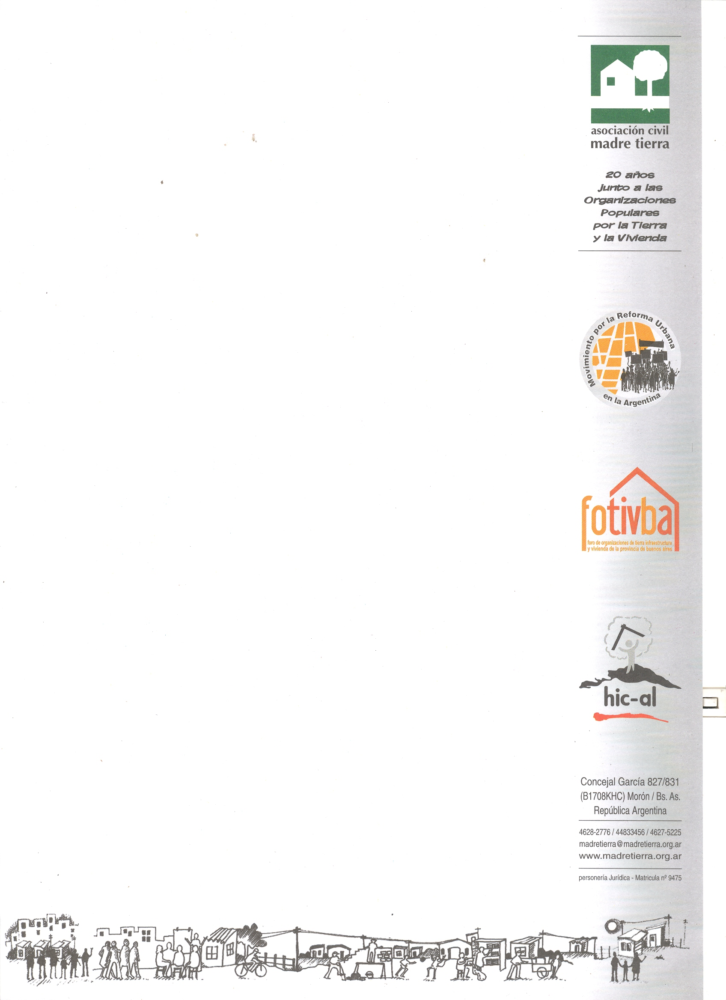 asociación civil
madre tierra
20 años
junto a las
Organizaciones
Populares
por la Tierra
y la Vivienda
Movimiento por la Reforma Urbana
en la Argentina
fotivba
foro de organizaciones de tierra infraestructura
y vivienda de la provincia de buenos aires
hic-al
Concejal García 827/831
(B1708KHC) Morón / Bs. As.
República Argentina
4628-2776 / 44833456 / 4627-5225
madretierra@madretierra.org.ar
www.madretierra.org.ar
personería Jurídica - Matricula nº 9475